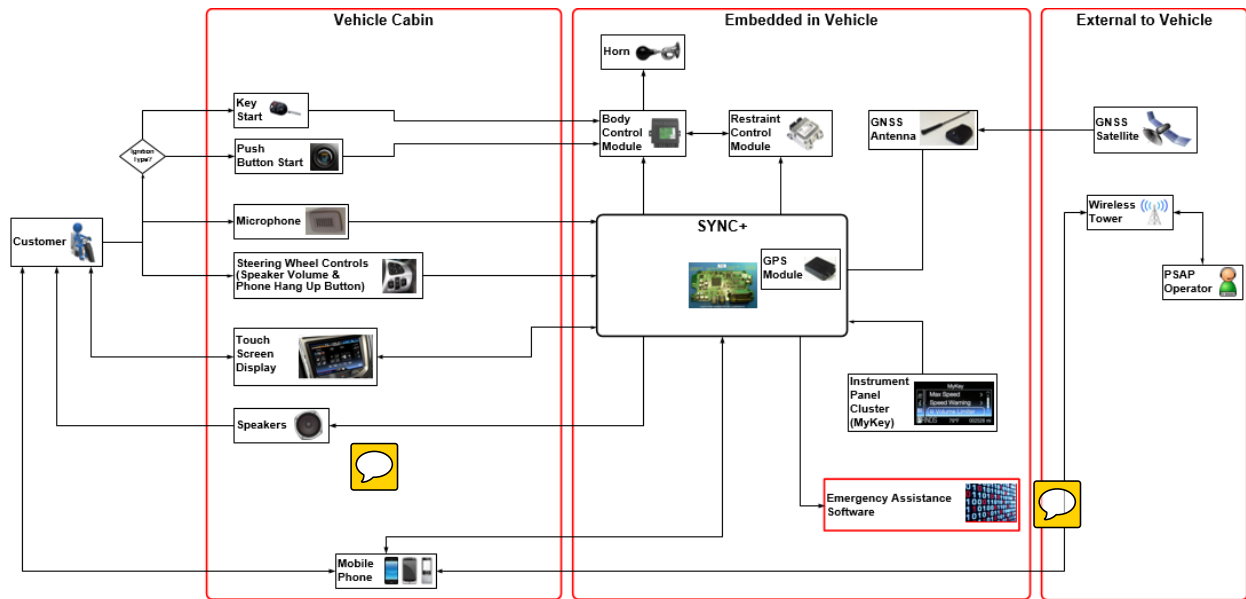 Vehicle Cabin
Embedded in Vehicle
External to Vehicle
Horn
Key
Start
Body
Control
Module
Restraint
Control
Module
GNSS
Antenna
GNSS
Satellite
Ignition
Type?
Push
Button Start
Customer
Microphone
SYNC+
GPS
Module
Wireless
Tower
Steering Wheel Controls
(Speaker Volume &
Phone Hang Up Button)
PSAP
Operator
Touch
Screen
Display
Instrument
Panel
Cluster
(MyKey)
MyKey
Max Speed
Speed Warning
Volume Limiter
Speakers
Emergency Assistance
Software
Mobile
Phone